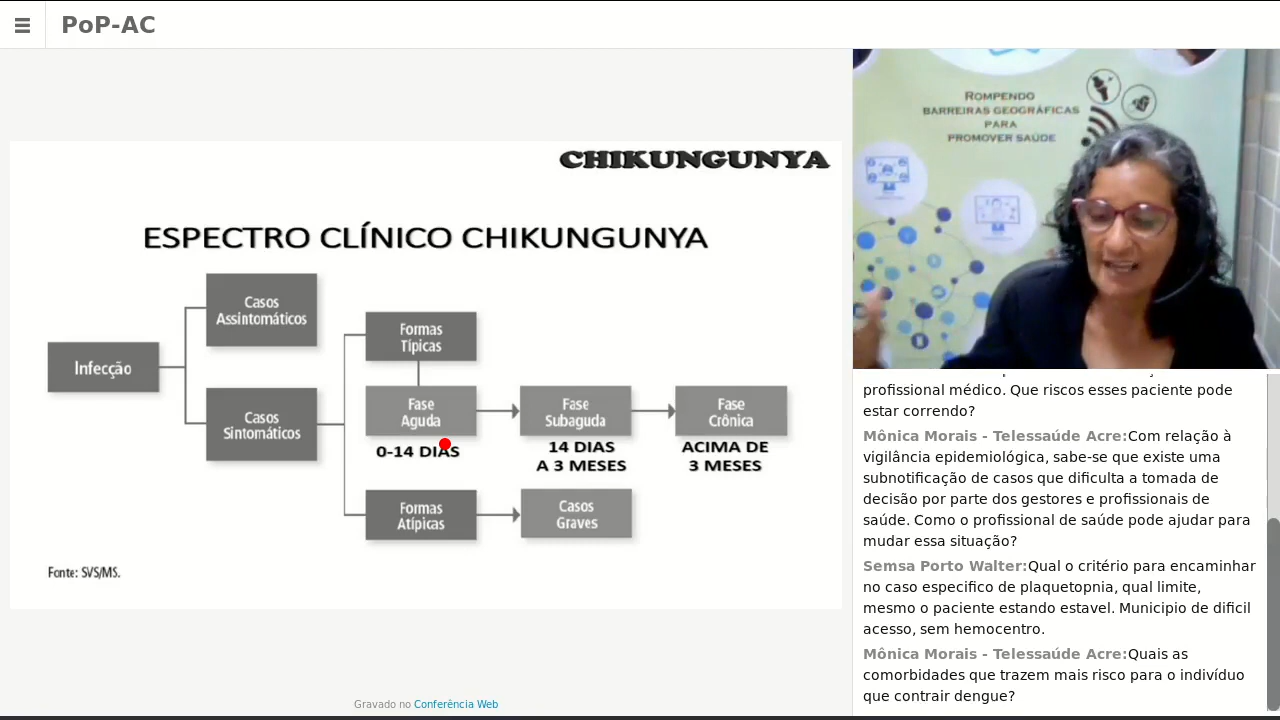 PoP-AC
CHIKUNGUNYA
ESPECTRO CLÍNICO CHIKUNGUNYA
Infecção
Casos
Assintomáticos
Casos
Sintomáticos
Formas
Típicas
Fase
Aguda
0-14 DIAS
Fase
Subaguda
14 DIAS
A 3 MESES
Fase
Crônica
ACIMA DE
3 MESES
Formas
Atípicas
Casos
Graves
Fonte: SVS/MS.
Gravado no Conferência Web
ROMPENDO
BARREIRAS GEOGRÁFICAS
PARA
PROMOVER SAÚDE
profissional médico. Que riscos esses paciente pode
estar correndo?
Mônica Morais - Telessaúde Acre:Com relação à
vigilância epidemiológica, sabe-se que existe uma
subnotificação de casos que dificulta a tomada de
decisão por parte dos gestores e profissionais de
saúde. Como o profissional de saúde pode ajudar para
mudar essa situação?
Semsa Porto Walter:Qual o critério para encaminhar
no caso especifico de plaquetopnia, qual limite,
mesmo o paciente estando estavel. Municipio de dificil
acesso, sem hemocentro.
Mônica Morais - Telessaúde Acre:Quais as
comorbidades que trazem mais risco para o indivíduo
que contrair dengue?